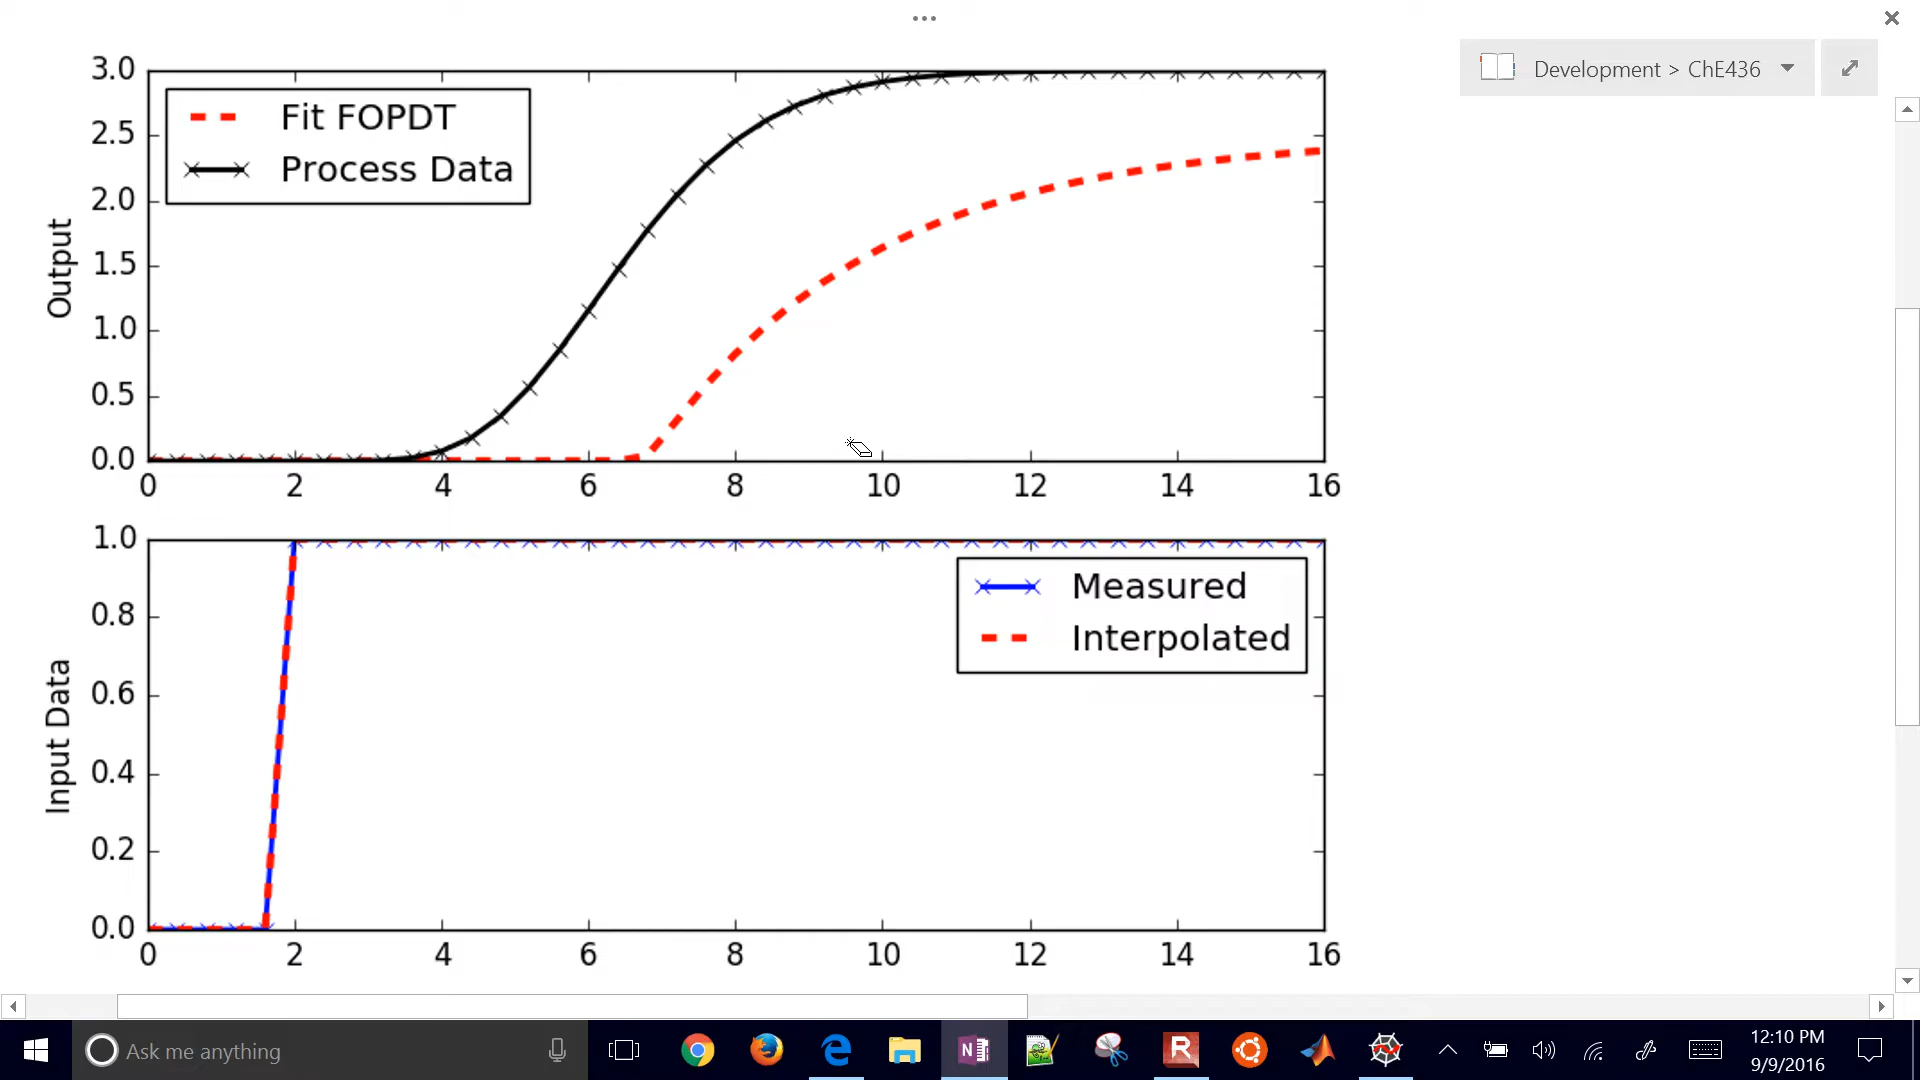 Development > ChE436
3.0
2.5
2.0
1.5
1.0
0.5
0.0
Output
Fit FOPDT
Process Data
0 2 4 6 8 10 12 14 16
1.0
0.8
0.6
0.4
0.2
0.0
Input Data
Measured
Interpolated
0 2 4 6 8 10 12 14 16
Ask me anything
N
R
12:10 PM
9/9/2016